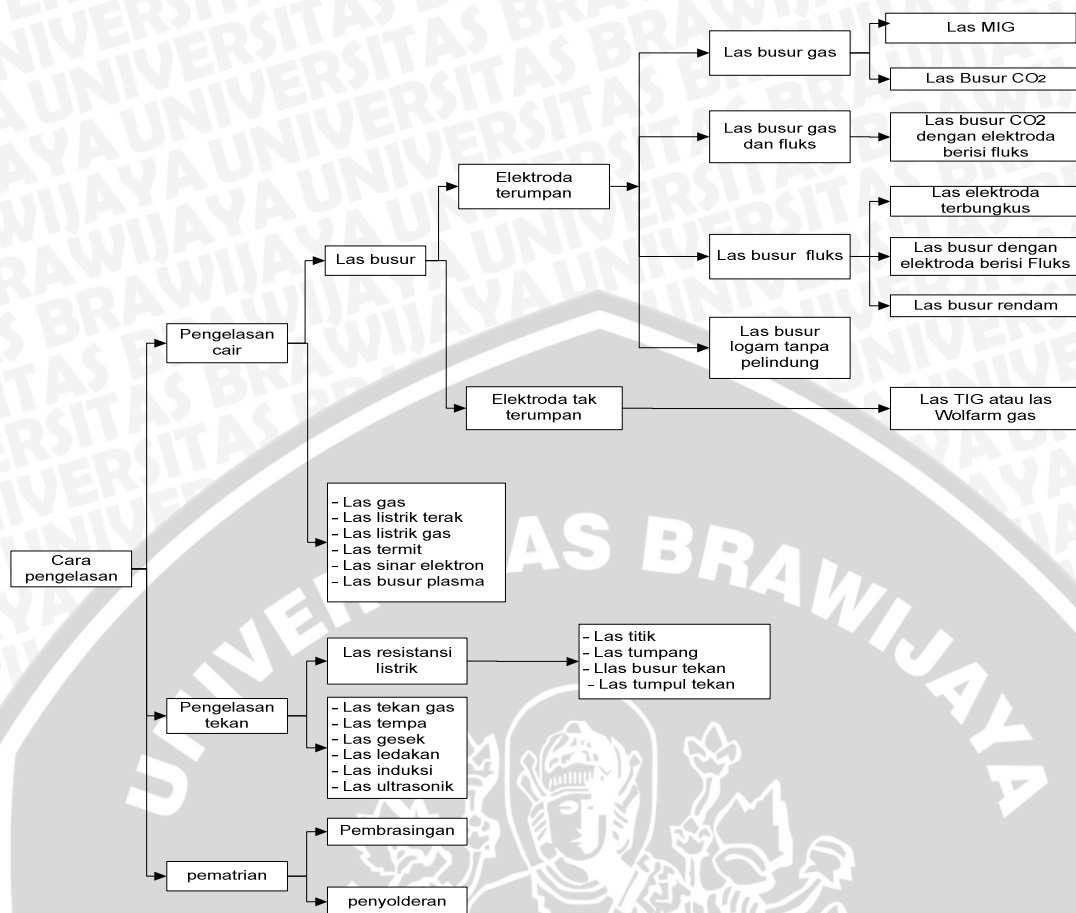 Las MIG
Las busur gas
Las Busur CO2
Las busur gas
dan fluks
Las busur CO2
dengan elektroda
berisi fluks
Elektroda
terumpan
Las elektroda
terbungkus
Las busur
Las busur fluks
Las busur dengan
elektroda berisi Fluks
Las busur rendam
Pengelasan
cair
Las busur
logam tanpa
pelindung
Elektroda tak
terumpan
Las TIG atau las
Wolfarm gas
- Las gas
- Las listrik terak
- Las listrik gas
- Las termit
- Las sinar elektron
- Las busur plasma
Cara
pengelasan
Las resistansi
listrik
- Las titik
- Las tumpang
- Llas busur tekan
- Las tumpul tekan
Pengelasan
tekan
- Las tekan gas
- Las tempa
- Las gesek
- Las ledakan
- Las induksi
- Las ultrasonik
Pembrasingan
pematrian
penyolderan
UNIVERSITAS BRAWIJAYA